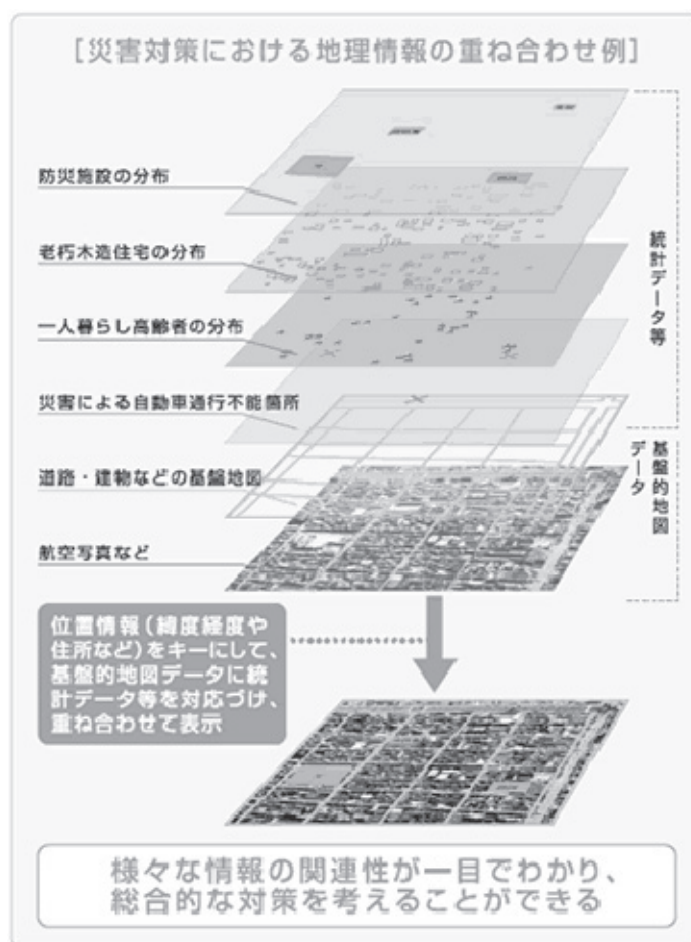 [災害対策における地理情報の重ね合わせ例]
防災施設の分布
老朽木造住宅の分布
一人暮らし高齢者の分布
災害による自動車通行不能箇所
道路・建物などの基盤地図
航空写真など
統計データ等
基盤的地図
データ
位置情報(緯度経度や
住所など)をキーにして、
基盤的地図データに統
計データ等を対応づけ、
重ね合わせて表示
様々な情報の関連性が一目でわかり、
総合的な対策を考えることができる